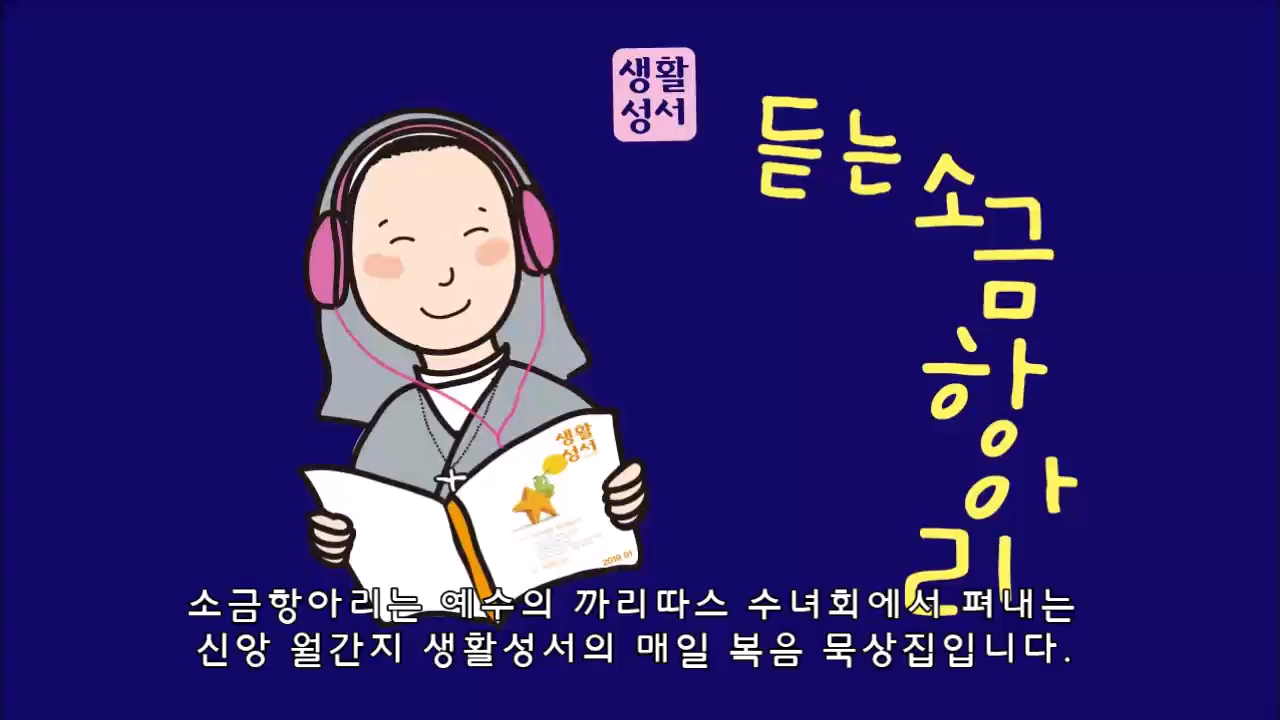 생활
성서
듣는 소금
항아리
생활
성서
2019 01
소금항아리는 예수의 까리따스 수녀회에서 펴내는
신앙 월간지 생활성서의 매일 복음 묵상집입니다.